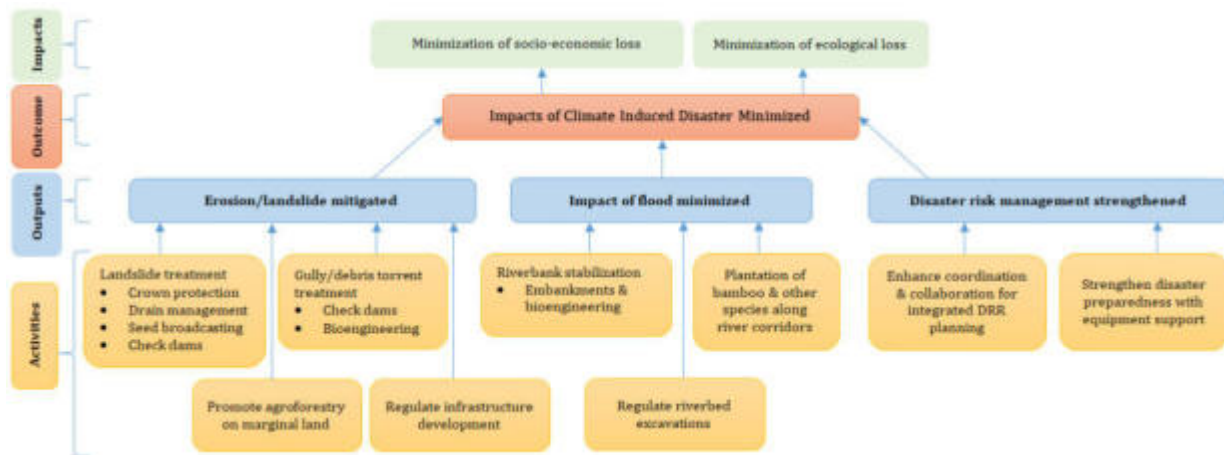 Impacts
Minimization of socio-economic loss
Minimization of ecological loss
Outcome
Impacts of Climate Induced Disaster Minimized
Outputs
Erosion/landslide mitigated
Impact of flood minimized
Disaster risk management strengthened
Activities
Landslide treatment
• Crown protection
• Drain management
• Seed broadcasting
• Check dams
Gully/debris torrent
treatment
• Check dams
• Bioengineering
Riverbank stabilization
• Embankments &
bioengineering
Plantation of
bamboo & other
species along
river corridors
Enhance coordination
& collaboration for
integrated DRR
planning
Strengthen disaster
preparedness with
equipment support
Promote agroforestry
on marginal land
Regulate infrastructure
development
Regulate riverbed
excavations